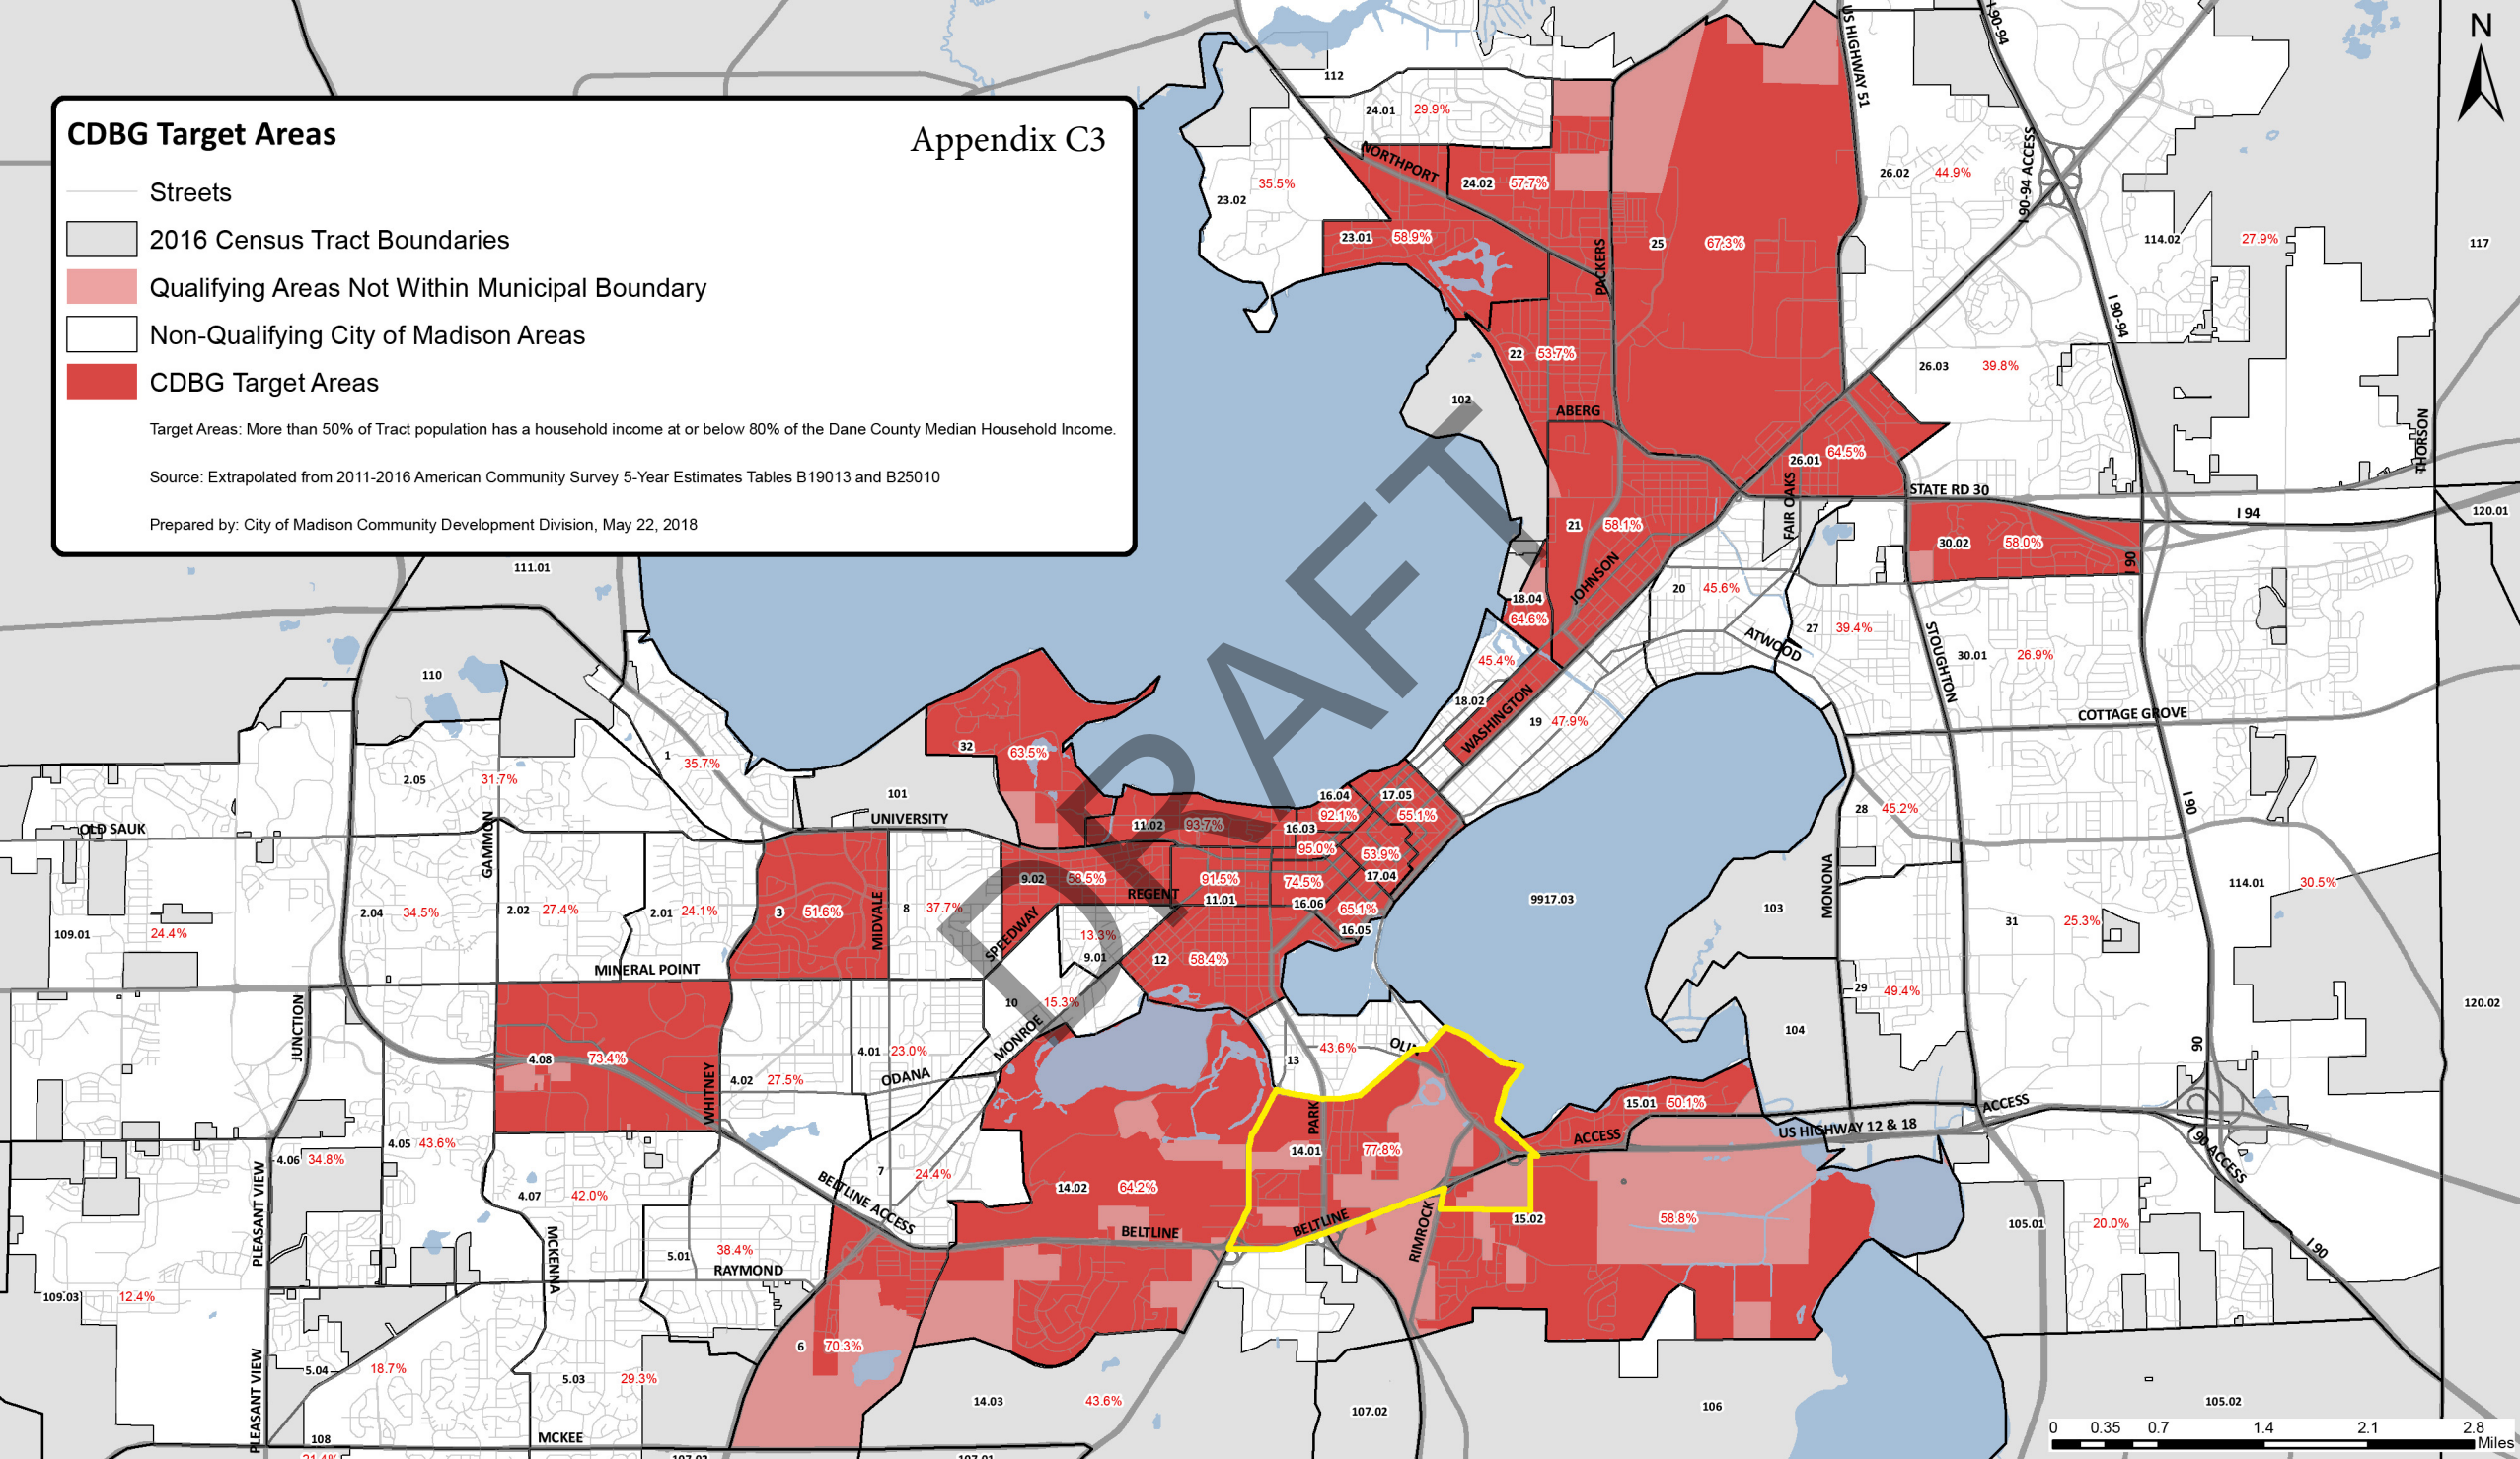 CDBG Target Areas
Appendix C3
Streets
2016 Census Tract Boundaries
Qualifying Areas Not Within Municipal Boundary
Non-Qualifying City of Madison Areas
CDBG Target Areas
Target Areas: More than 50% of Tract population has a household income at or below 80% of the Dane County Median Household Income.
Source: Extrapolated from 2011-2016 American Community Survey 5-Year Estimates Tables B19013 and B25010
Prepared by: City of Madison Community Development Division, May 22, 2018
DRAFT
N
US HIGHWAY 51
I 90-94
I 90-94 ACCESS
112
24.01 29.9%
NORTHPORT
24.02 57.7%
35.5%
23.02
23.01 58.9%
PACKERS
25 67.3%
26.02 44.9%
114.02 27.9%
117
I 90-94
22 53.7%
26.03 39.8%
102
ABERG
THORSON
26.01 64.5%
FAIR OAKS
STATE RD 30
I 94
120.01
21 58.1%
30.02 58.0%
I 90
111.01
JOHNSON
18.04
64.6%
20 45.6%
27 39.4%
ATWOOD
STOUGHTON
30.01 26.9%
110
45.4%
18.02
WASHINGTON
19 47.9%
COTTAGE GROVE
32 63.5%
1 35.7%
2.05 31.7%
101
UNIVERSITY
16.04
92.1%
17.05
55.1%
28 45.2%
I 90
OLD SAUK
GAMMON
11.02 93.7%
16.03
95.0%
53.9%
17.04
9.02 58.5%
REGENT
91.5%
11.01
74.5%
16.06
65.1%
16.05
MONONA
114.01 30.5%
2.04 34.5%
2.02 27.4%
2.01 24.1%
3 51.6%
MIDVALE
8 37.7%
SPEEDWAY
13.3%
9.01
9917.03
103
31 25.3%
109.01 24.4%
MINERAL POINT
12 58.4%
29 49.4%
10 15.3%
120.02
JUNCTION
104
4.08 73.4%
4.01 23.0%
MONROE
13 43.6%
90
WHITNEY
4.02 27.5%
ODANA
PARK
15.01 50.1%
ACCESS
ACCESS
US HIGHWAY 12 & 18
I 90 ACCESS
4.05 43.6%
4.06 34.8%
PLEASANT VIEW
7 24.4%
14.01 77.8%
4.07 42.0%
14.02 64.2%
BELTLINE ACCESS
BELTLINE
BELTLINE
RIMROCK
15.02
58.8%
105.01 20.0%
I 90
MCKENNA
5.01 38.4%
RAYMOND
109.03 12.4%
6 70.3%
PLEASANT VIEW
5.04 18.7%
5.03 29.3%
14.03 43.6%
107.02
106
105.02
108
MCKEE
0 0.35 0.7 1.4 2.1 2.8
Miles